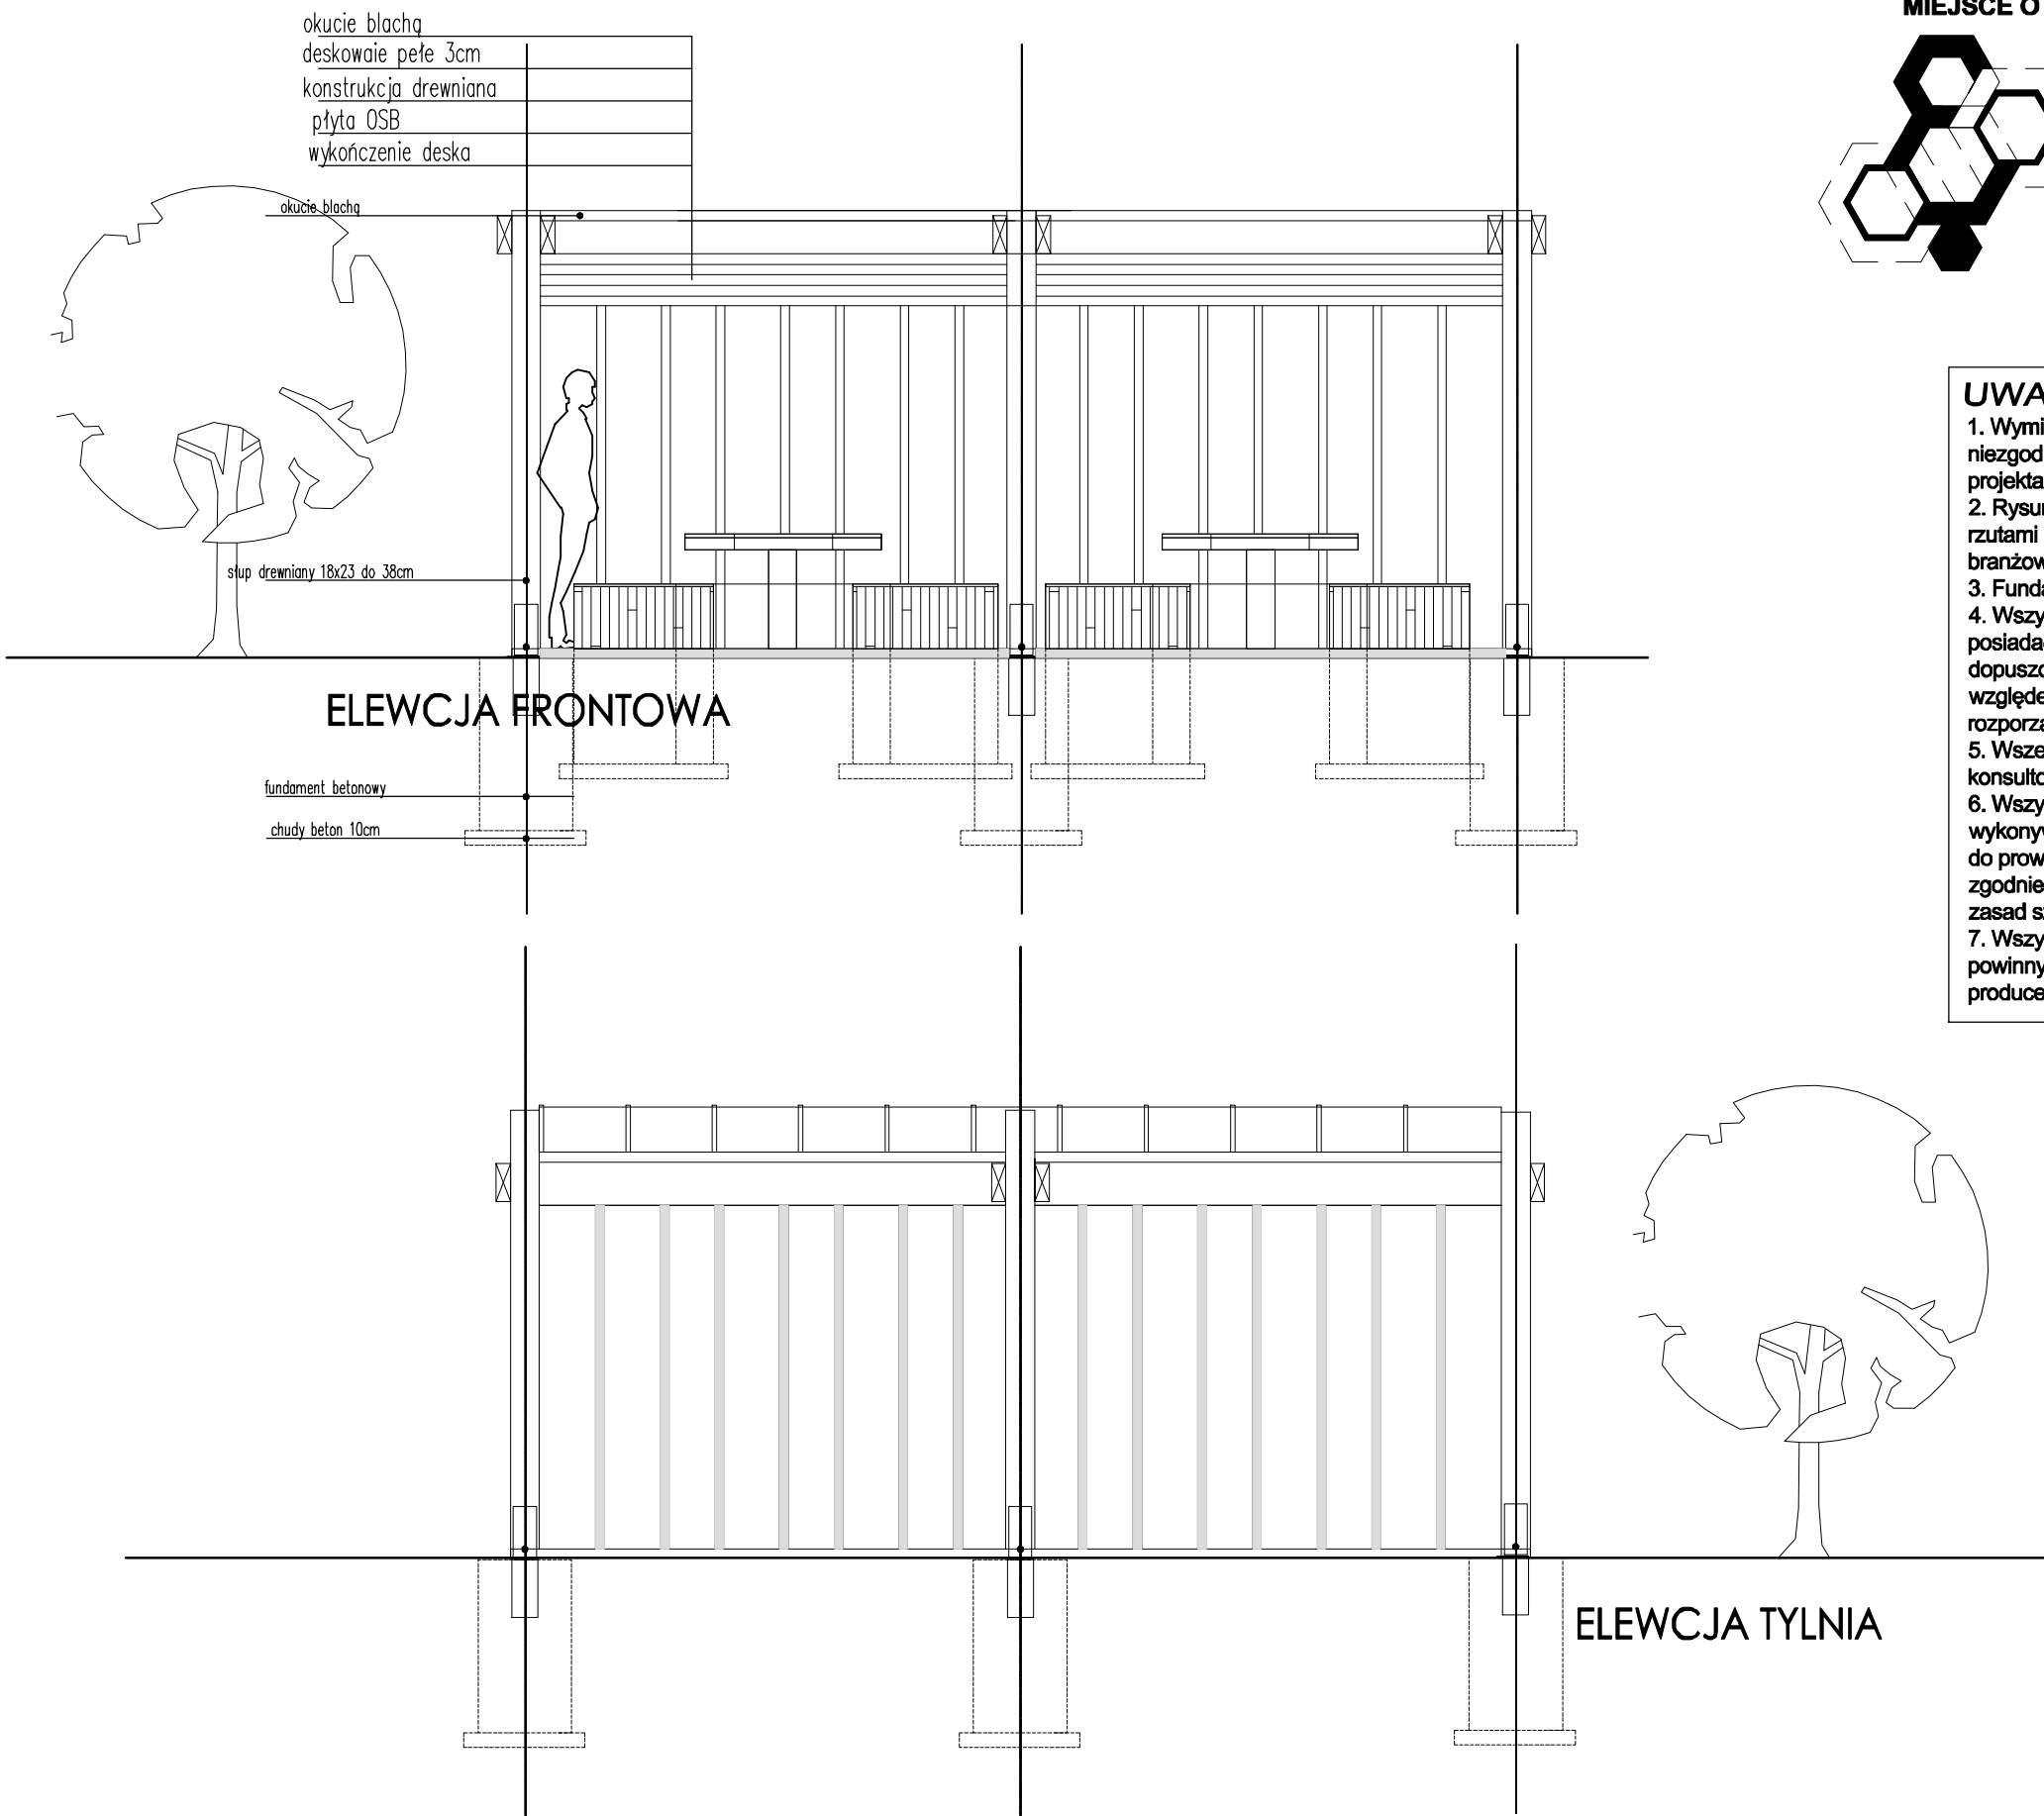 okucie blachą
deskowaie pełe 3cm
konstrukcja drewniana
płyta OSB
wykończenie deska
okucie blachą
słup drewniany 18x23 do 38cm
ELEWCJA FRONTOWA
fundament betonowy
chudy beton 10cm
ELEWCJA TYLNIA
MIEJSCE O
UWA
1. Wymi
niezgod
projekta
2. Rysu
rzutami
branżow
3. Funda
4. Wszy
posiada
dopuszc
względe
rozporzą
5. Wsze
konsulto
6. Wszy
wykony
do prow
zgodnie
zasad s
7. Wszy
powinny
produce